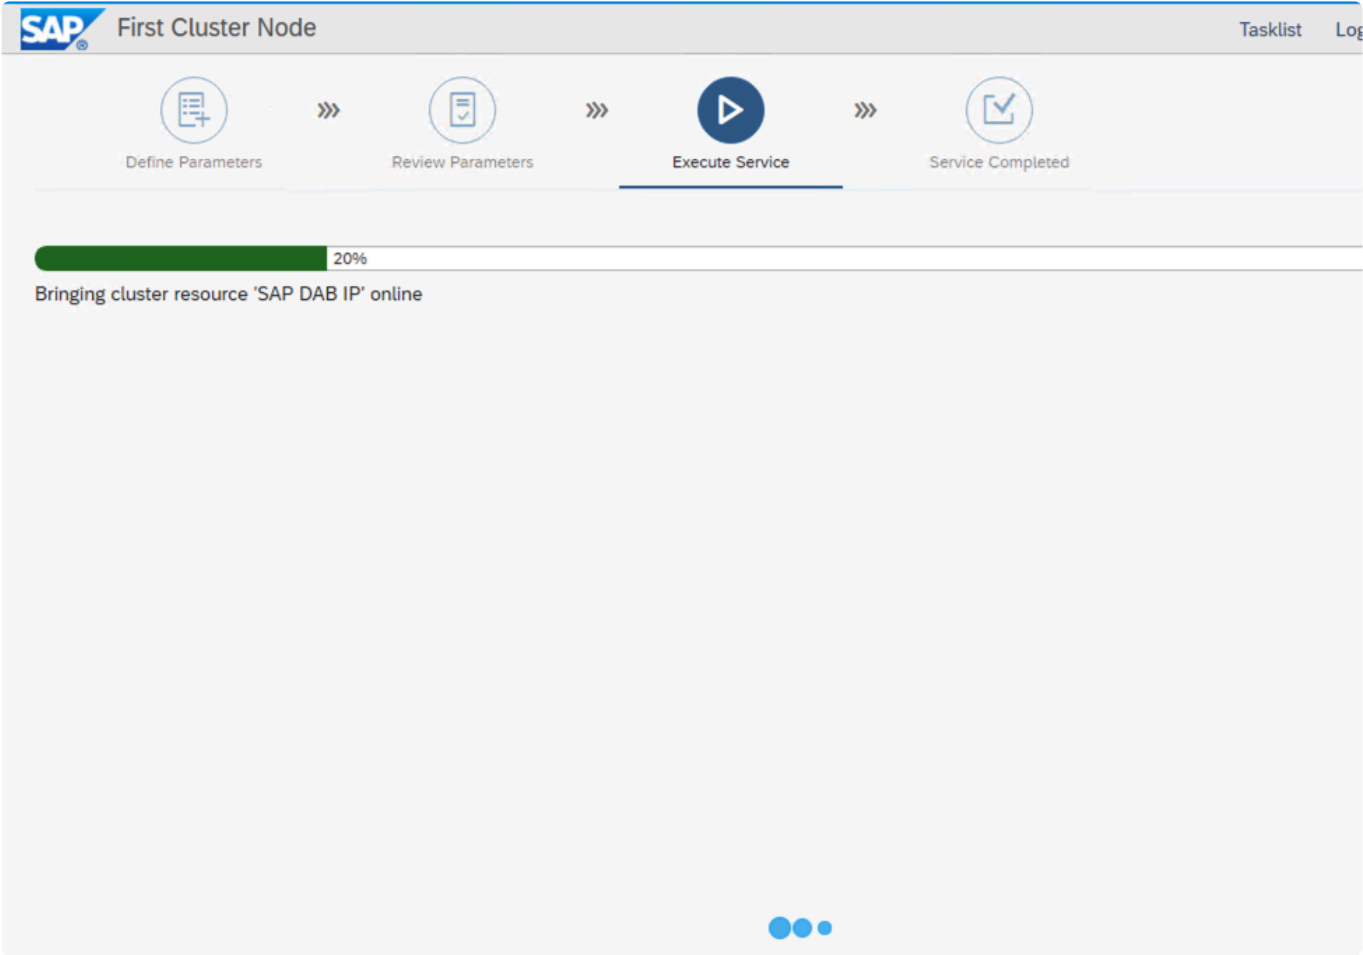 SAP® First Cluster Node
Tasklist
Log
Define Parameters
Review Parameters
Execute Service
Service Completed
20%
Bringing cluster resource 'SAP DAB IP' online